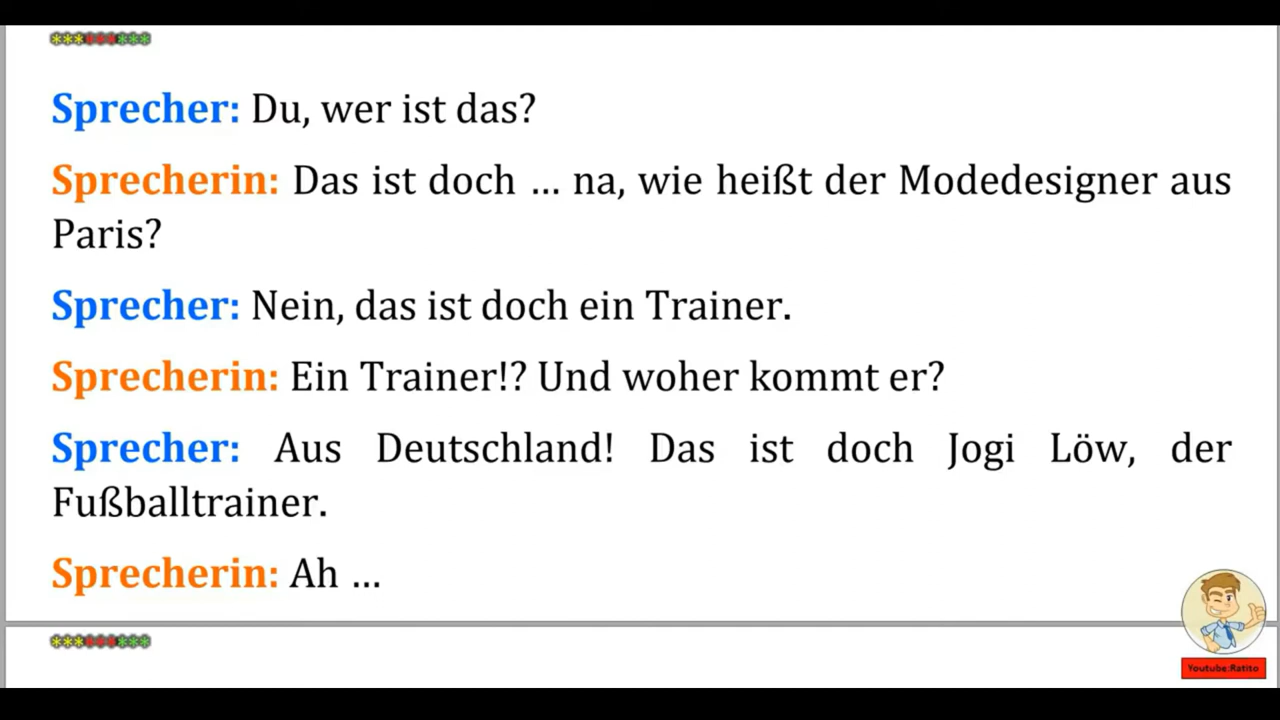 ***********
Sprecher: Du, wer ist das?
Sprecherin: Das ist doch ... na, wie heißt der Modedesigner aus
Paris?
Sprecher: Nein, das ist doch ein Trainer.
Sprecherin: Ein Trainer!? Und woher kommt er?
Sprecher: Aus Deutschland! Das ist doch Jogi Löw, der
Fußballtrainer.
Sprecherin: Ah ...
Youtube:Ratito
***********